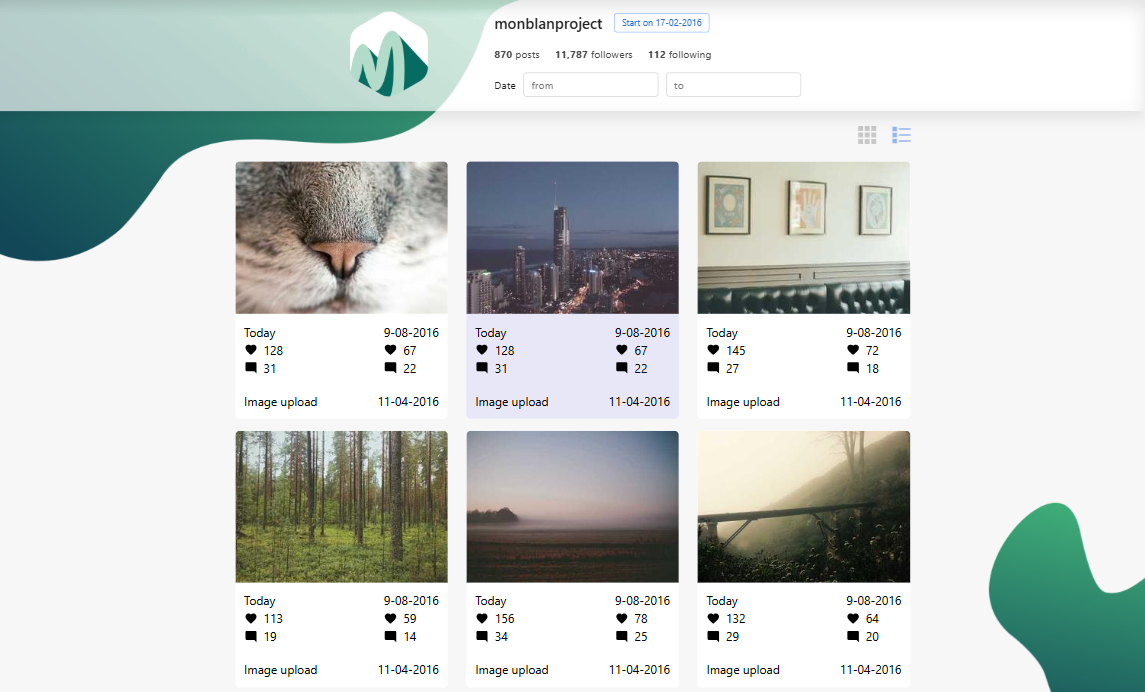 monblanproject Start on 17-02-2016
870 posts 11,787 followers 112 following
Date from to
Today 9-08-2016 Today 9-08-2016 Today 9-08-2016
128 67 128 67 145 72
31 22 31 22 27 18
Image upload 11-04-2016 Image upload 11-04-2016 Image upload 11-04-2016
Today 9-08-2016 Today 9-08-2016 Today 9-08-2016
113 59 156 78 132 64
19 14 34 25 29 20
Image upload 11-04-2016 Image upload 11-04-2016 Image upload 11-04-2016